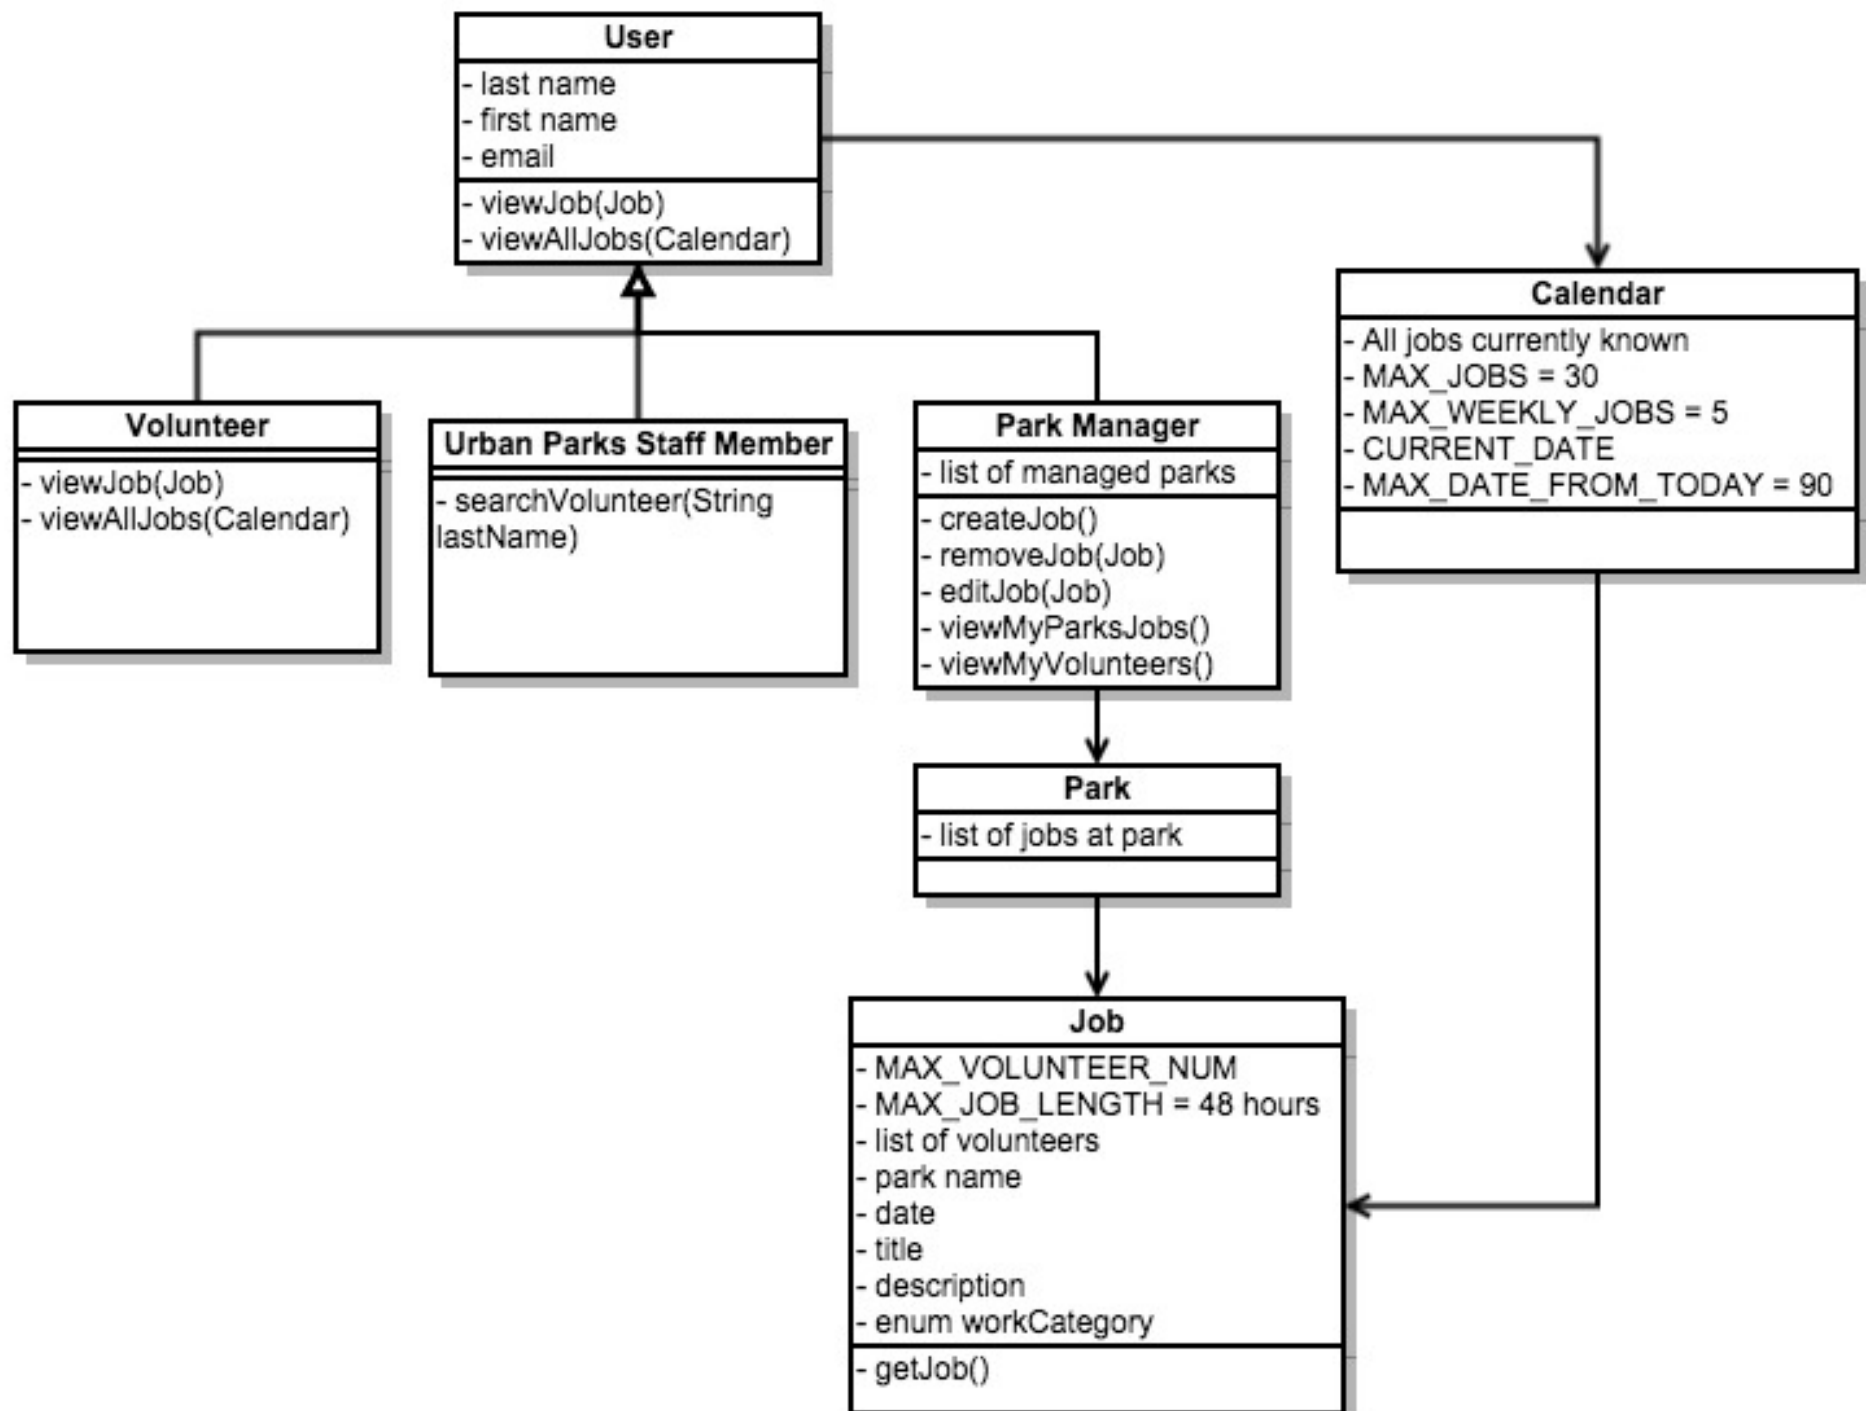 User
- last name
- first name
- email
- viewJob(Job)
- viewAllJobs(Calendar)
Calendar
- All jobs currently known
- MAX_JOBS = 30
- MAX_WEEKLY_JOBS = 5
- CURRENT_DATE
- MAX_DATE_FROM_TODAY = 90
Volunteer
- viewJob(Job)
- viewAllJobs(Calendar)
Urban Parks Staff Member
- searchVolunteer(String
lastName)
Park Manager
- list of managed parks
- createJob()
- removeJob(Job)
- editJob(Job)
- viewMyParksJobs()
- viewMyVolunteers()
Park
- list of jobs at park
Job
- MAX_VOLUNTEER_NUM
- MAX_JOB_LENGTH = 48 hours
- list of volunteers
- park name
- date
- title
- description
- enum workCategory
- getJob()